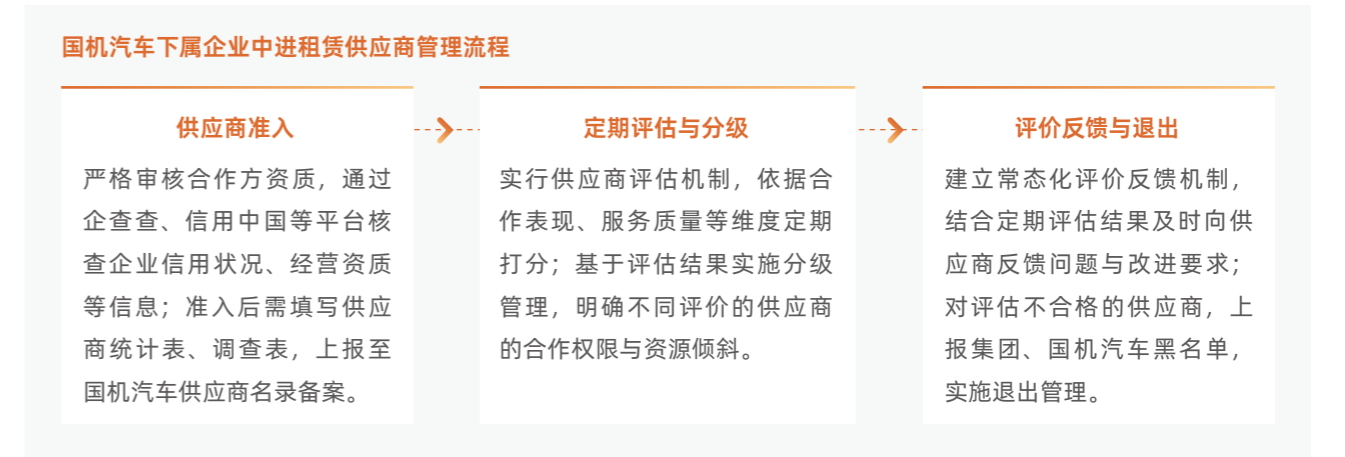 国机汽车下属企业中进租赁供应商管理流程
供应商准入
严格审核合作方资质，通过
企查查、信用中国等平台核
查企业信用状况、经营资质
等信息；准入后需填写供应
商统计表、调查表，上报至
国机汽车供应商名录备案。
定期评估与分级
实行供应商评估机制，依据合
作表现、服务质量等维度定期
打分；基于评估结果实施分级
管理，明确不同评价的供应商
的合作权限与资源倾斜。
评价反馈与退出
建立常态化评价反馈机制，
结合定期评估结果及时向供
应商反馈问题与改进要求；
对评估不合格的供应商，上
报集团、国机汽车黑名单，
实施退出管理。